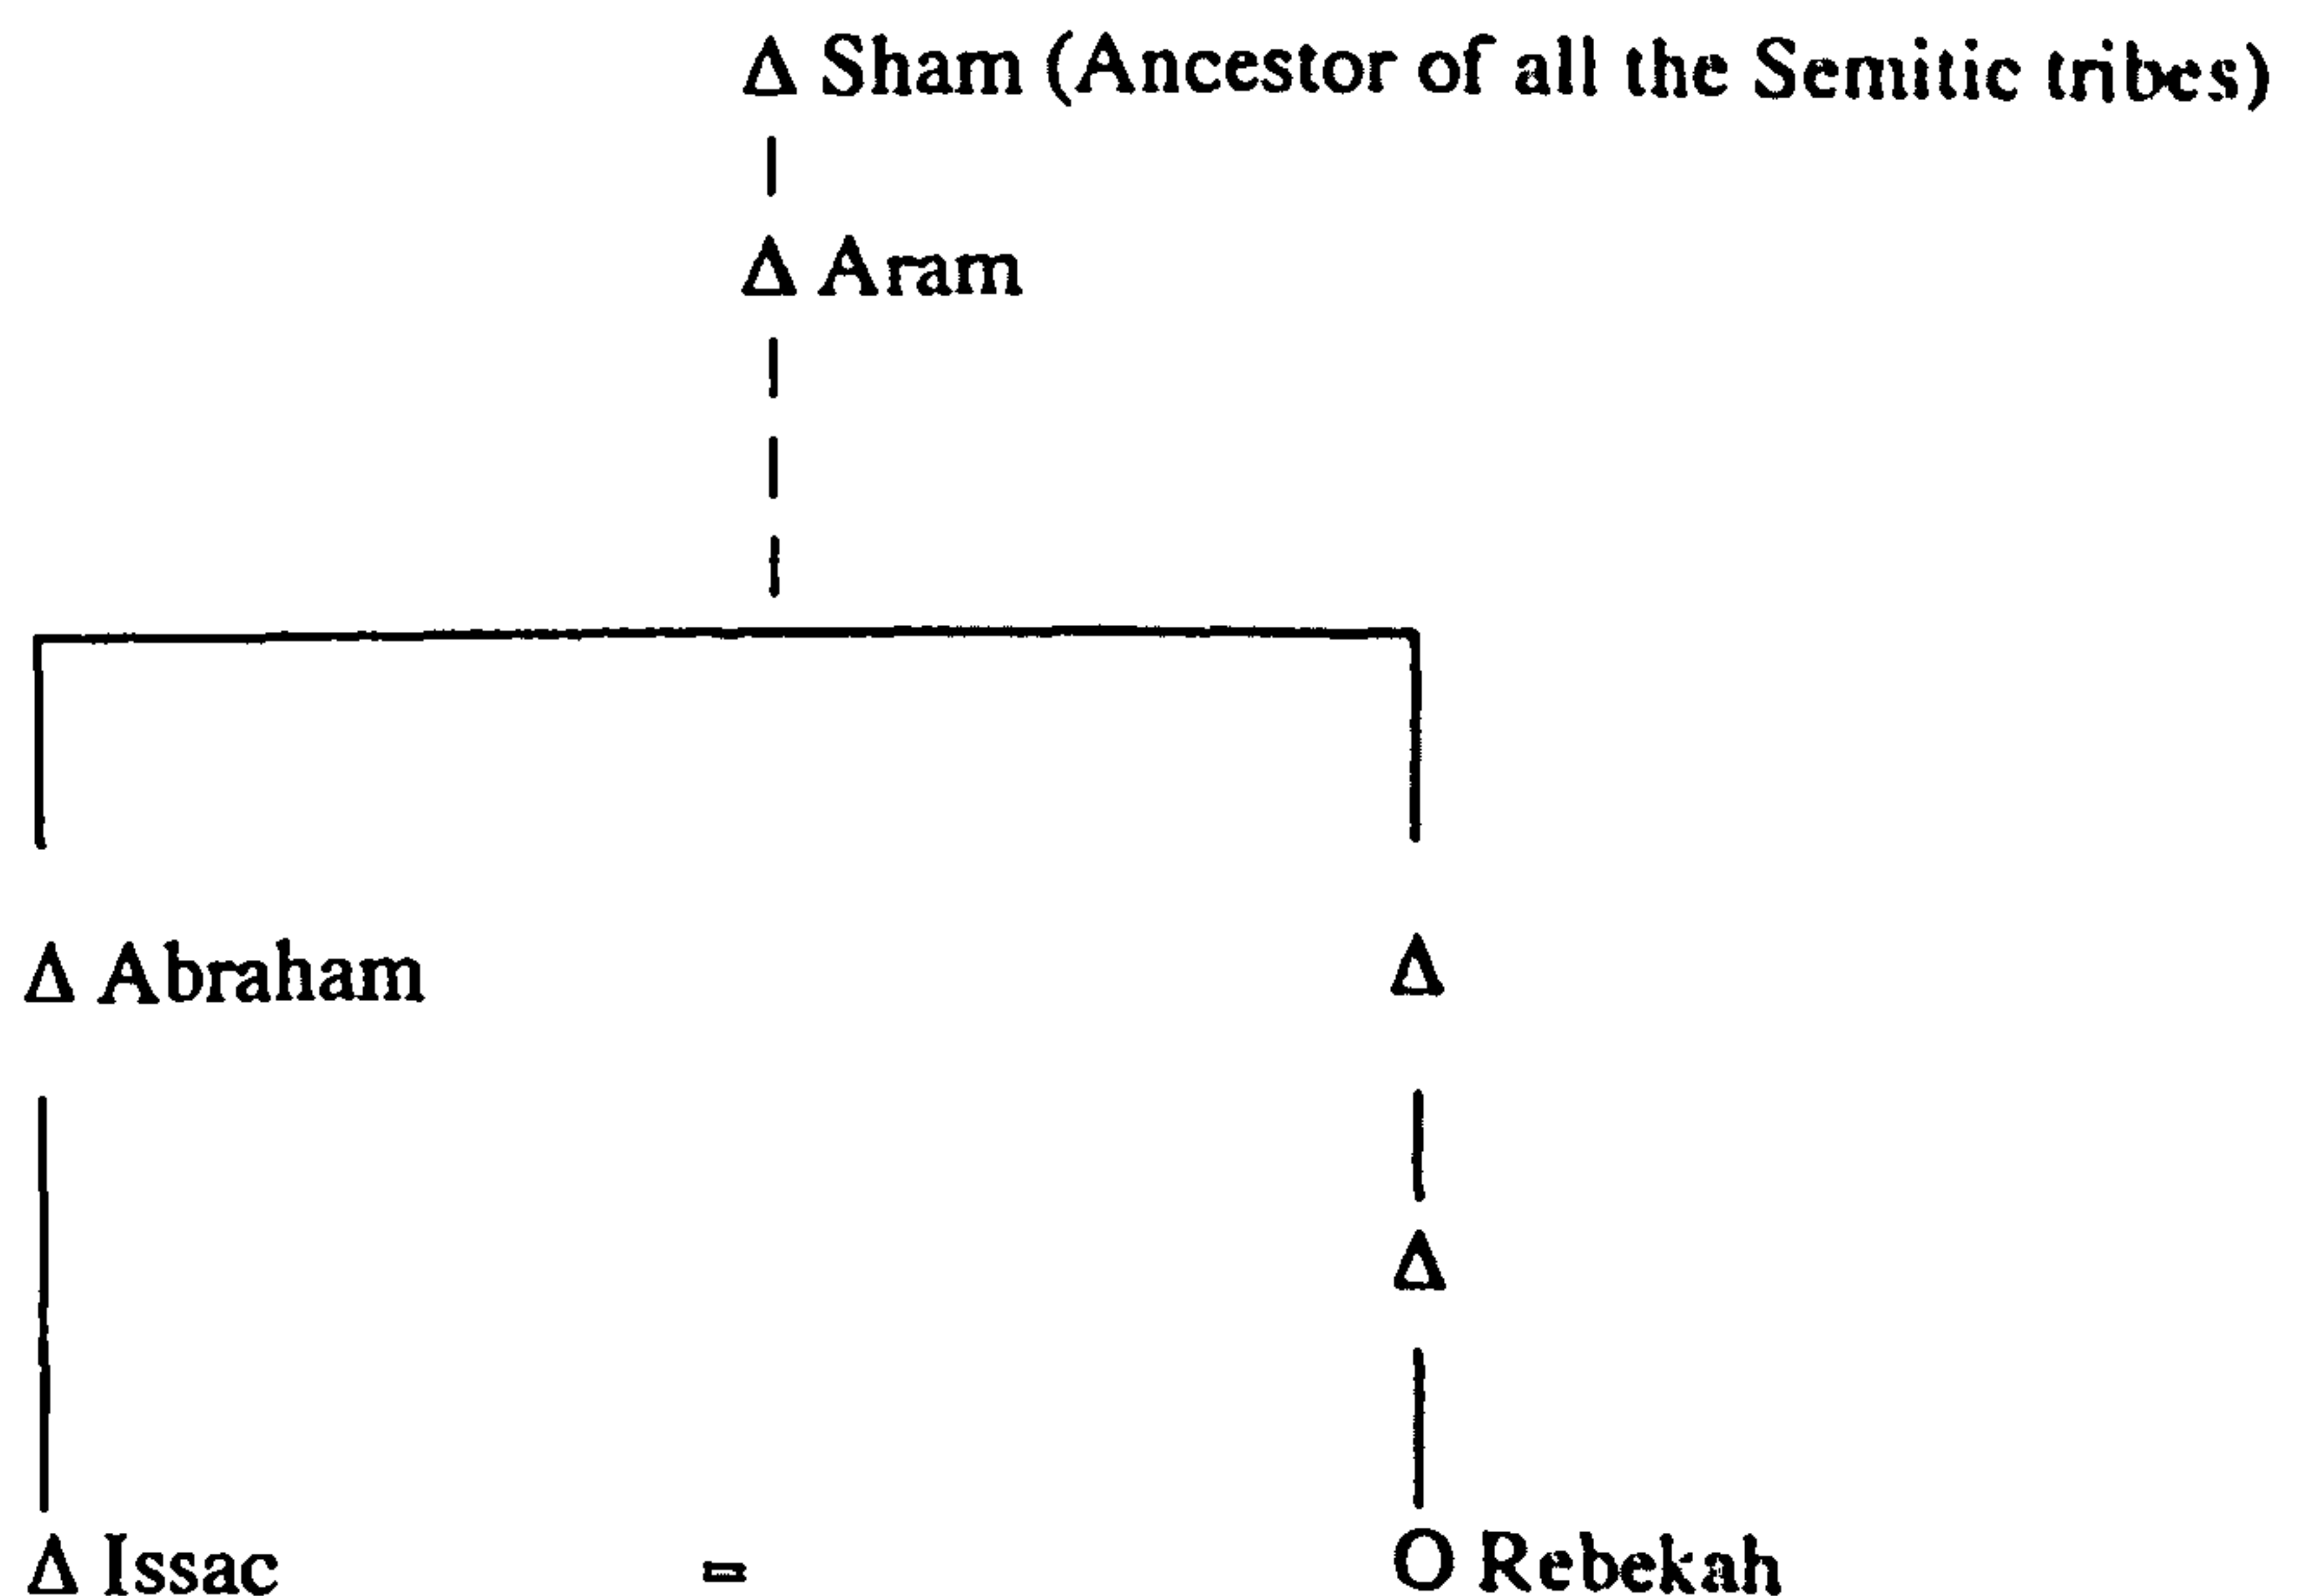 Δ Sham (Ancestor of all the Semitic tribes)
Δ Aram
Δ Abraham Δ
Δ
Δ Issac = O Rebekah